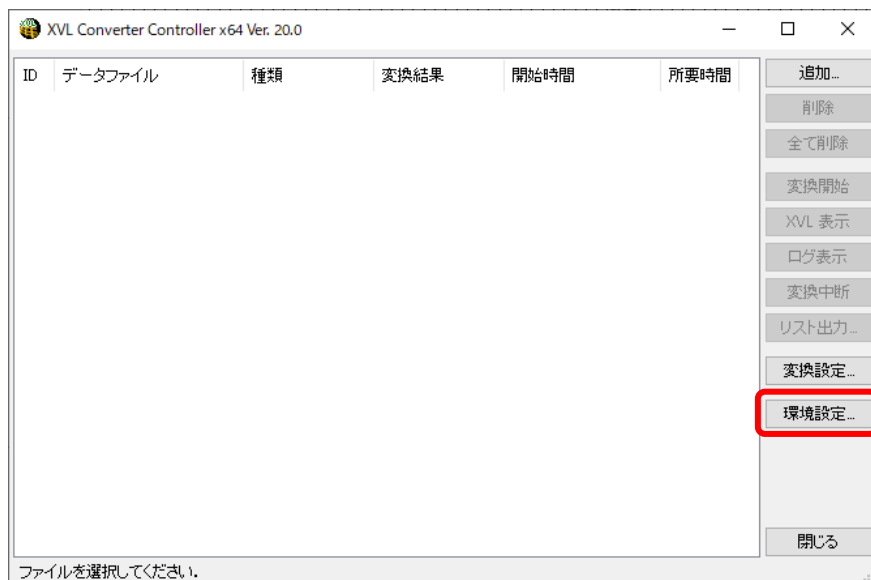 XVL Converter Controller x64 Ver. 20.0
ID データファイル 種類 変換結果 開始時間 所要時間
追加...
削除
全て削除
変換開始
XVL 表示
ログ表示
変換中断
リスト出力...
変換設定...
環境設定...
閉じる
ファイルを選択してください.